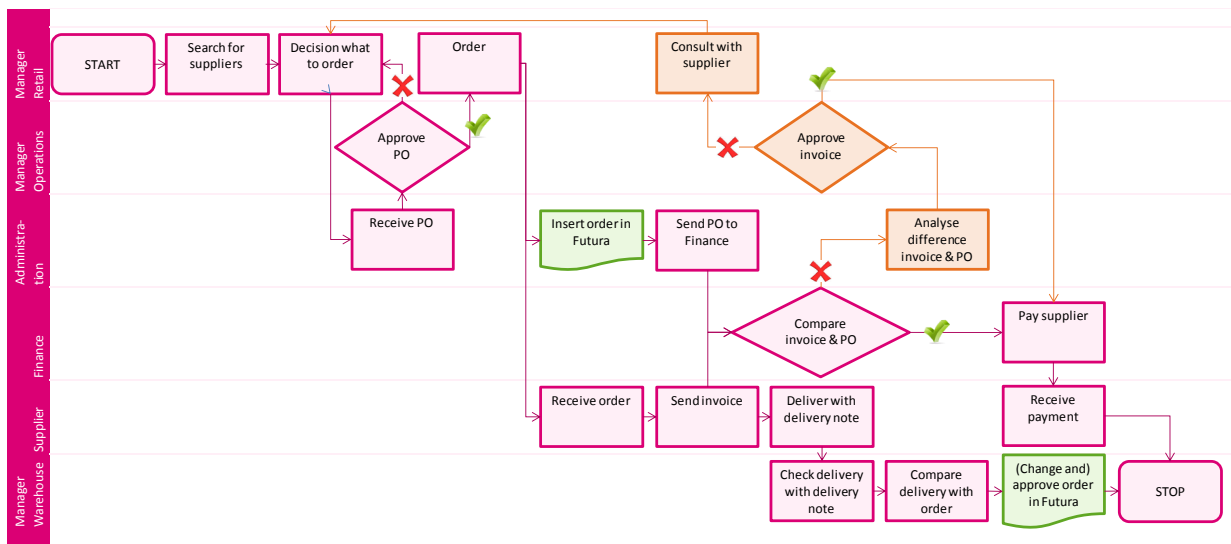 Manager
Retail
START
Search for
suppliers
Decision what
to order
Order
Consult with
supplier
Manager
Operations
Approve
PO
Approve
invoice
Administra-
tion
Receive PO
Insert order in
Futura
Send PO to
Finance
Analyse
difference
invoice & PO
Finance
Compare
invoice & PO
Pay supplier
Supplier
Receive order
Send invoice
Deliver with
delivery note
Receive
payment
Manager
Warehouse
Check delivery
with delivery
note
Compare
delivery with
order
(Change and)
approve order
in Futura
STOP